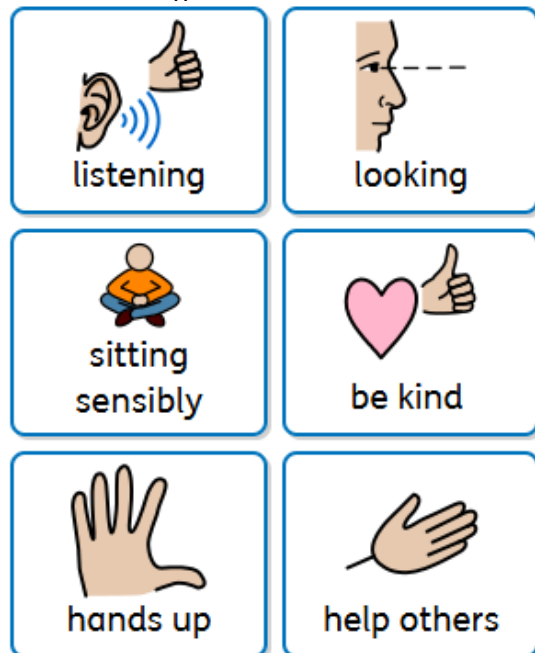 listening
looking
sitting
sensibly
be kind
hands up
help others